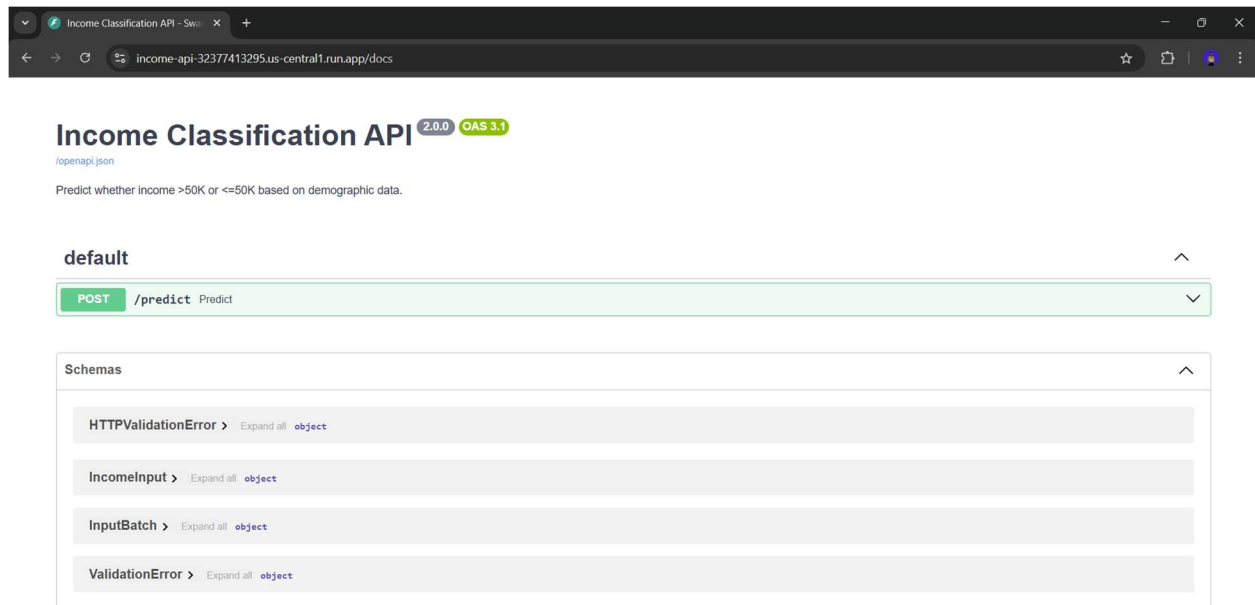 Income Classification API - Swa
income-api-32377413295.us-central1.run.app/docs
Income Classification API 2.0.0 OAS 3.1
/openapi.json
Predict whether income >50K or <=50K based on demographic data.
default
POST /predict Predict
Schemas
HTTPValidationError Expand all object
IncomeInput Expand all object
InputBatch Expand all object
ValidationError Expand all object